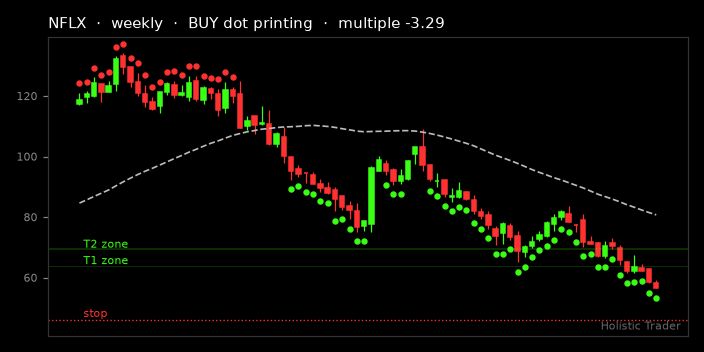 NFLX · weekly · BUY dot printing · multiple -3.29
120
100
80
T2 zone
T1 zone
60
stop
Holistic Trader